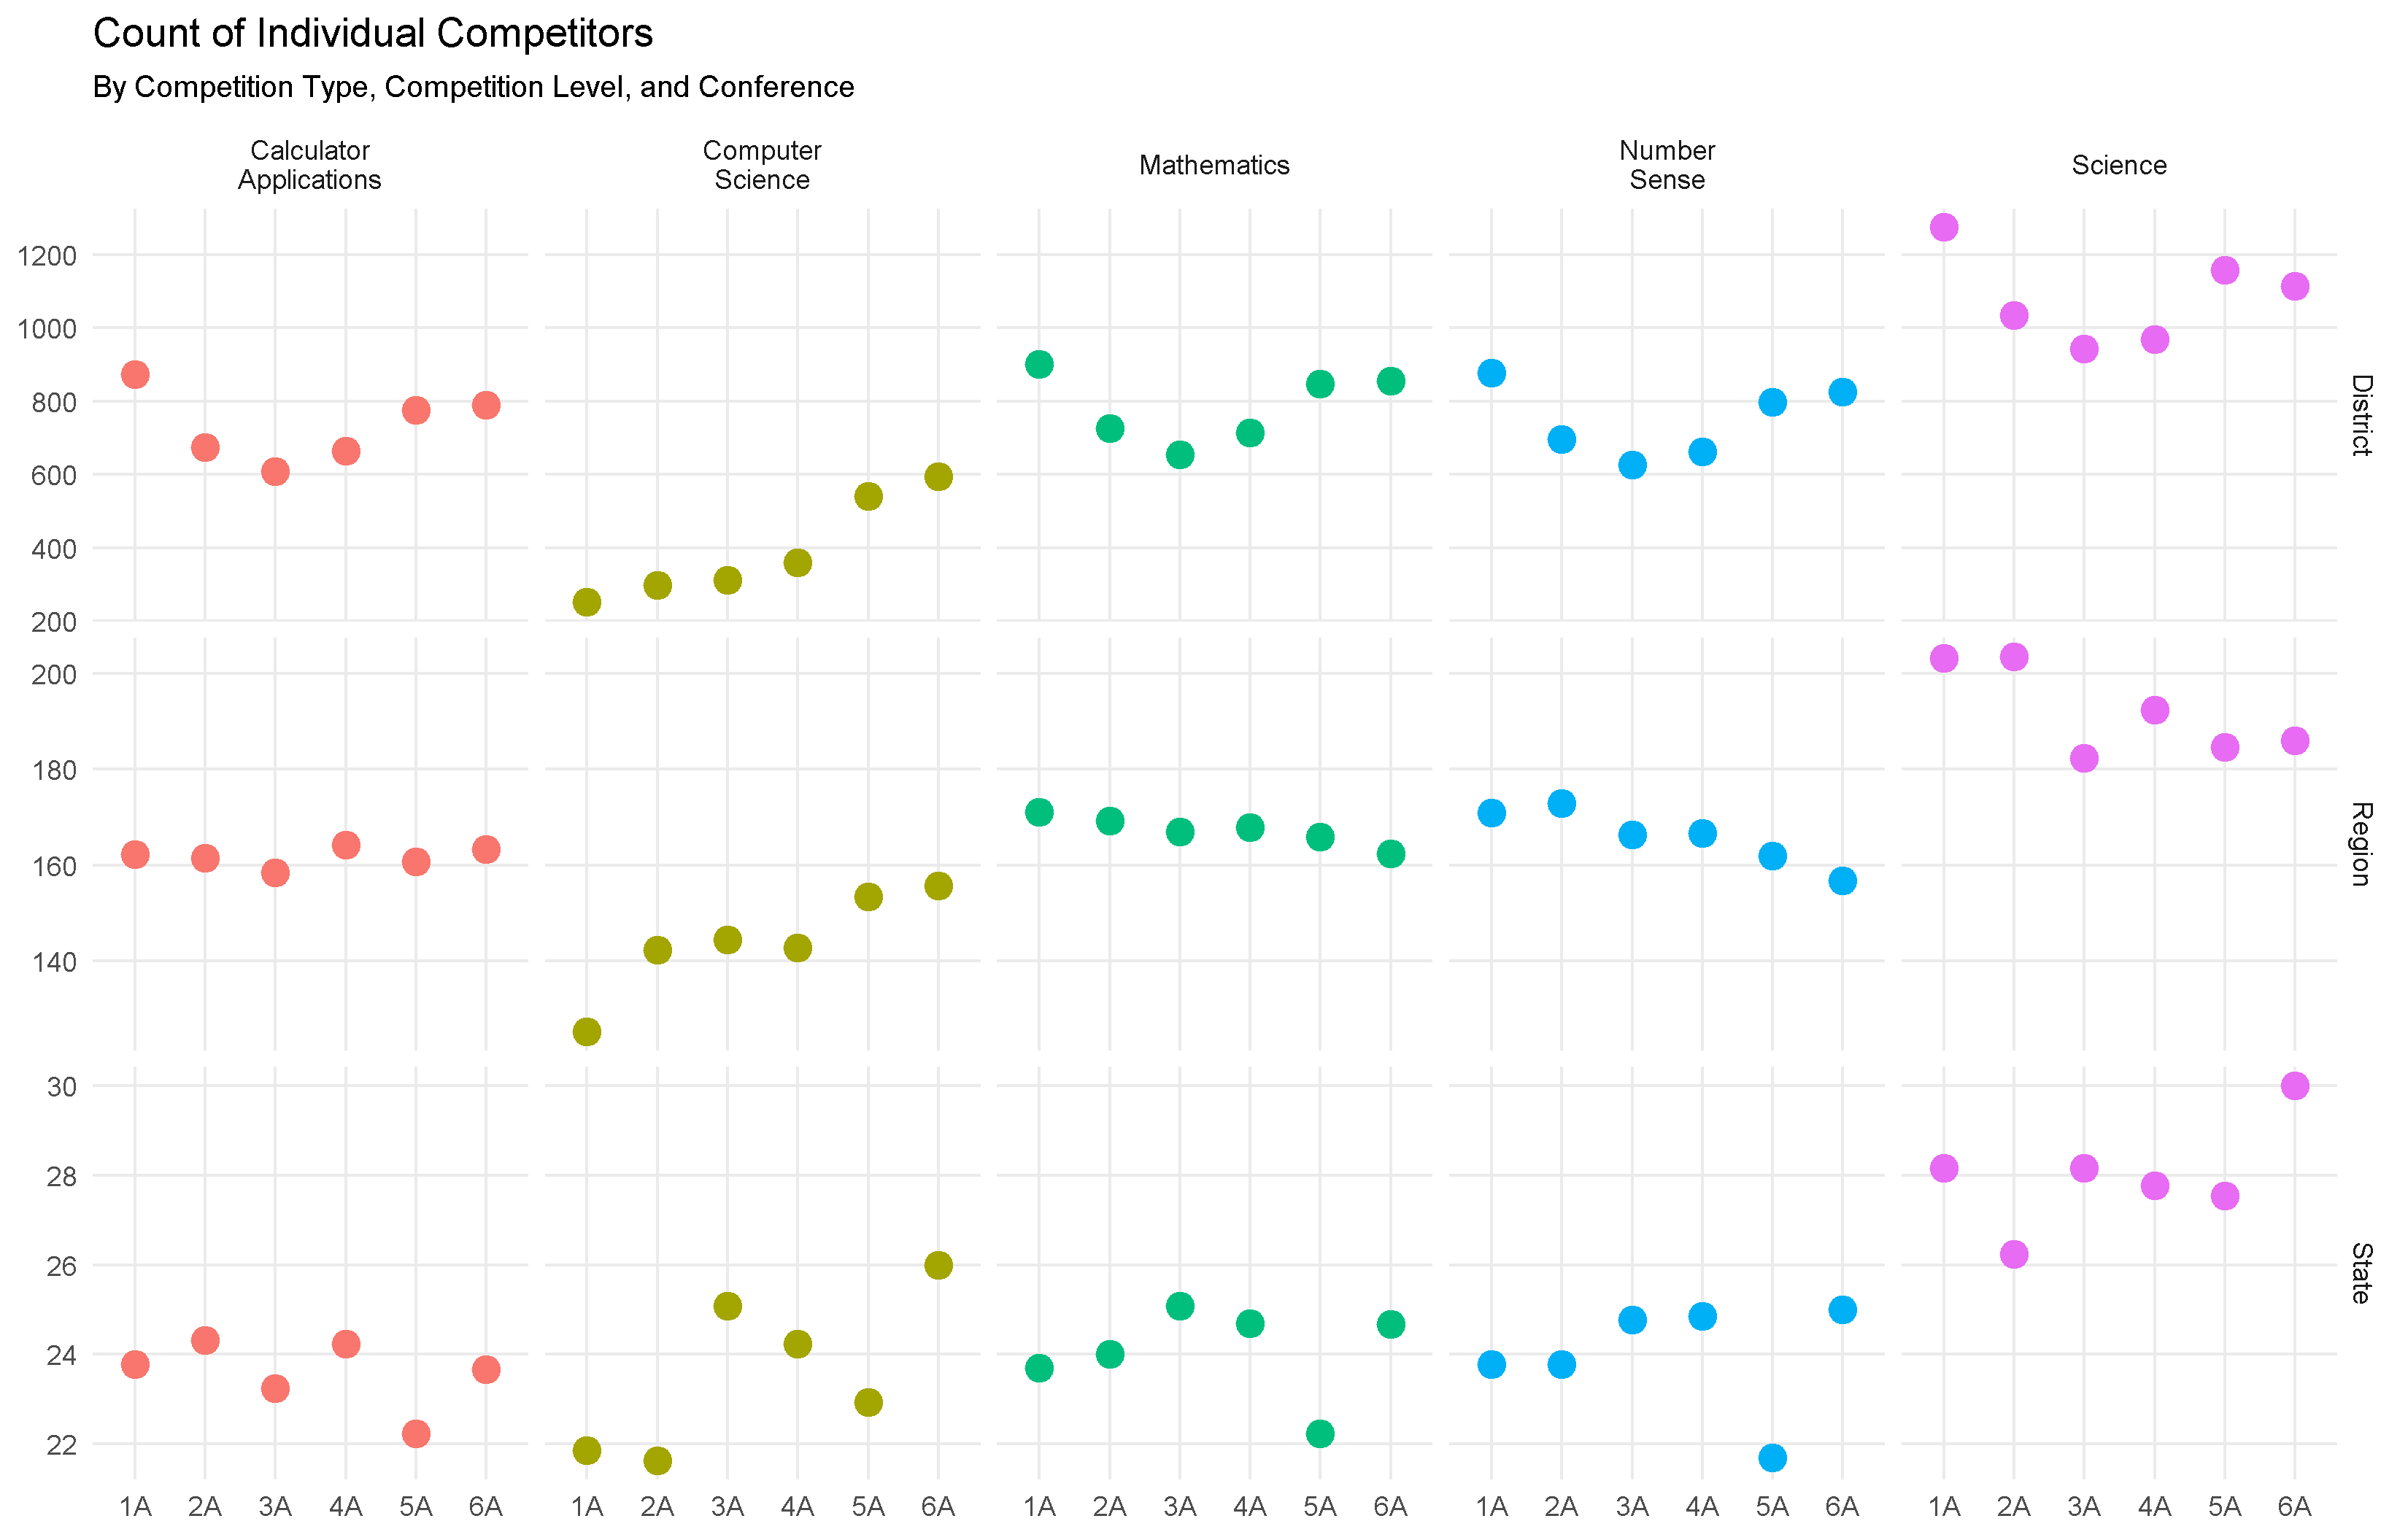 Count of Individual Competitors
By Competition Type, Competition Level, and Conference
Calculator
Applications
Computer
Science
Mathematics
Number
Sense
Science
1200
1000
800
600
400
200
District
200
180
160
140
Region
30
28
26
24
22
State
1A 2A 3A 4A 5A 6A
1A 2A 3A 4A 5A 6A
1A 2A 3A 4A 5A 6A
1A 2A 3A 4A 5A 6A
1A 2A 3A 4A 5A 6A